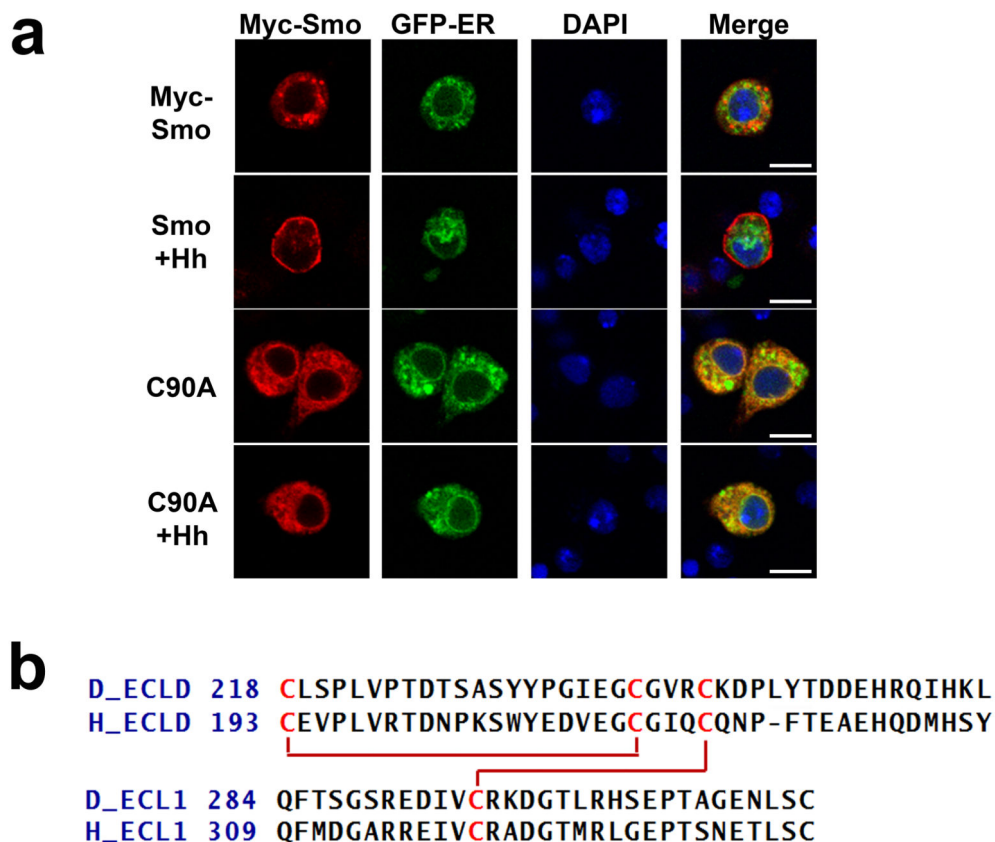 a
Myc-Smo GFP-ER DAPI Merge
Myc-
Smo
Smo
+Hh
C90A
C90A
+Hh
b
D_ECLD 218 CLSPLVPTDTSASYYPGIEGCGVRCKDPLYTDDEHRQIHKL
H_ECLD 193 CEVPLVRTDNPKSWYEDVEGCGIQCQNP-FTEAEHQDMHSY
D_ECL1 284 QFTSGSREDIVCRKDGTLRHSEPTAGENLSC
H_ECL1 309 QFMDGARREIVCRADGTMRLGEPTSNETLSC